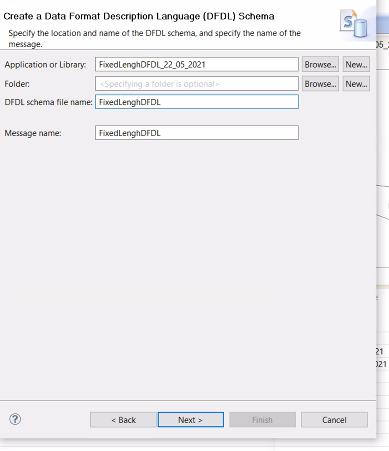 Create a Data Format Description Language (DFDL) Schema
Specify the location and name of the DFDL schema, and specify the name of the
message.
Application or Library: FixedLenghDFDL_22_05_2021 Browse... New...
Folder: <Specifying a folder is optional> Browse... New...
DFDL schema file name: FixedLenghDFDL
Message name: FixedLenghDFDL
? < Back Next > Finish Cancel